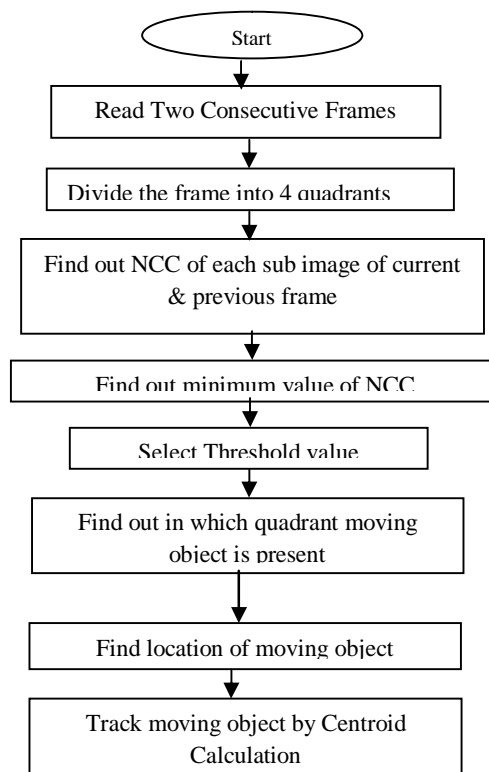 Start
Read Two Consecutive Frames
Divide the frame into 4 quadrants
Find out NCC of each sub image of current
& previous frame
Find out minimum value of NCC
Select Threshold value
Find out in which quadrant moving
object is present
Find location of moving object
Track moving object by Centroid
Calculation